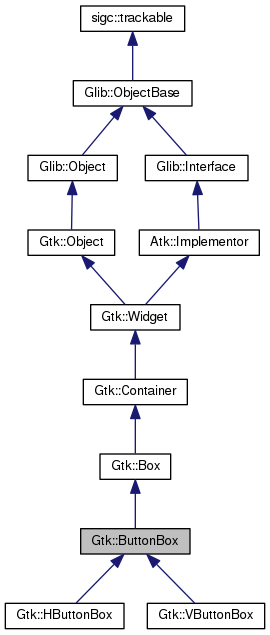 sigc::trackable
Glib::ObjectBase
Glib::Object
Glib::Interface
Gtk::Object
Atk::Implementor
Gtk::Widget
Gtk::Container
Gtk::Box
Gtk::ButtonBox
Gtk::HButtonBox
Gtk::VButtonBox